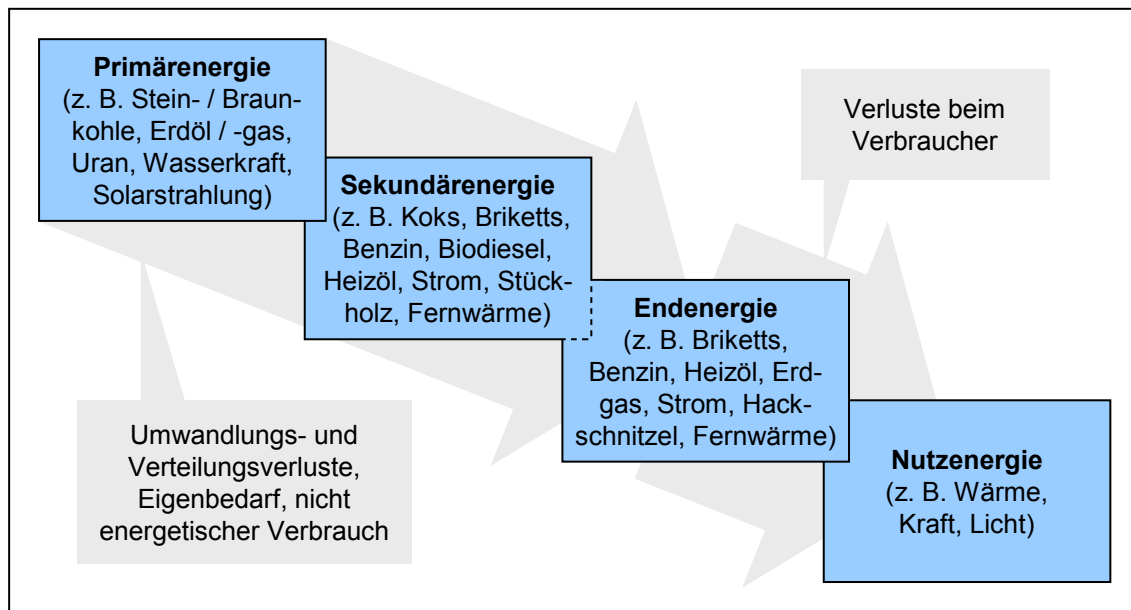 Primärenergie
(z. B. Stein- / Braun-
kohle, Erdöl / -gas,
Uran, Wasserkraft,
Solarstrahlung)
Verluste beim
Verbraucher
Sekundärenergie
(z. B. Koks, Briketts,
Benzin, Biodiesel,
Heizöl, Strom, Stück-
holz, Fernwärme)
Endenergie
(z. B. Briketts,
Benzin, Heizöl, Erd-
gas, Strom, Hack-
schnitzel, Fernwärme)
Umwandlungs- und
Verteilungsverluste,
Eigenbedarf, nicht
energetischer Verbrauch
Nutzenergie
(z. B. Wärme,
Kraft, Licht)